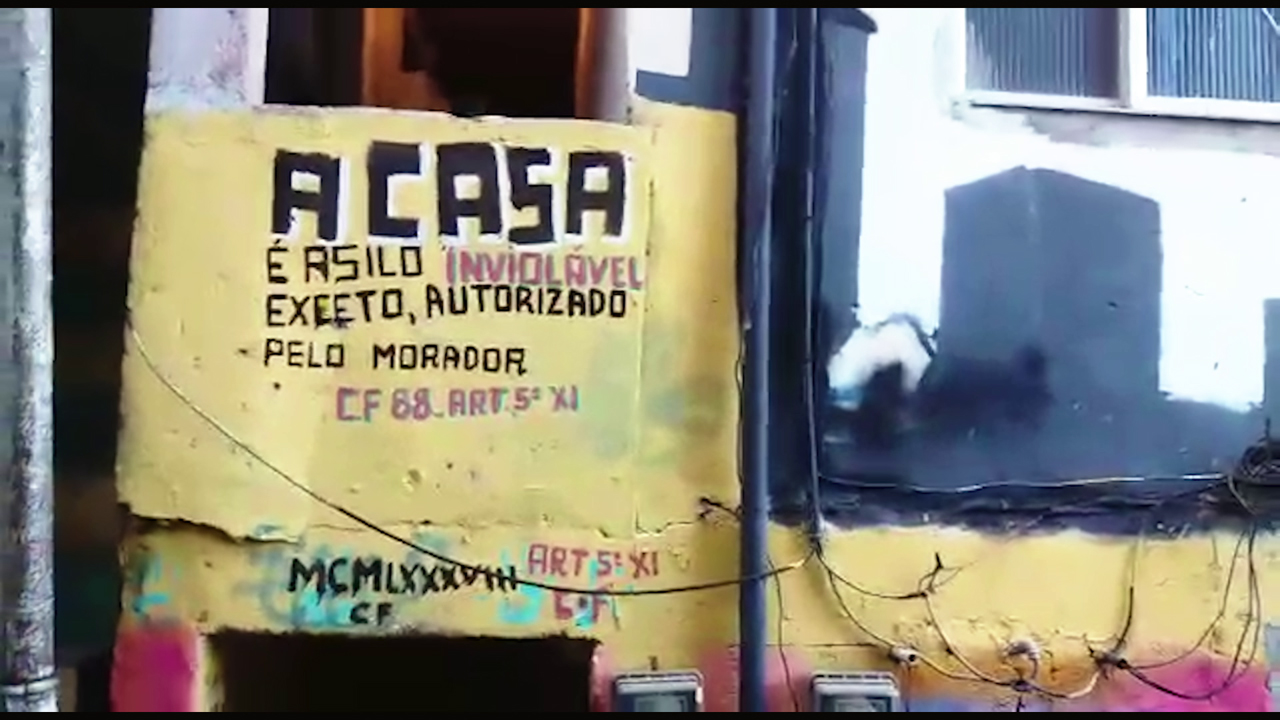 A CASA
É ASILO INVIOLÁVEL
EXCETO, AUTORIZADO
PELO MORADOR
CF 88 ART. 5º XI
MCMLXXXVIII ART 5º XI
CF C.F